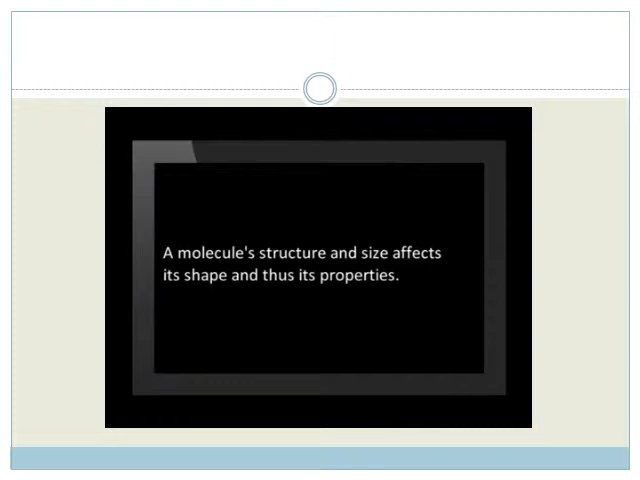 A molecule's structure and size affects
its shape and thus its properties.